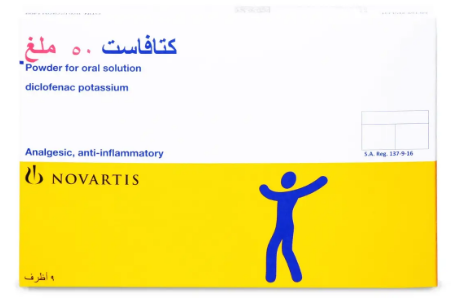 كتافاست ٥٠ ملغ
Powder for oral solution
diclofenac potassium
Analgesic, anti-inflammatory
S.A. Reg. 137-9-16
NOVARTIS
٩ أظرف